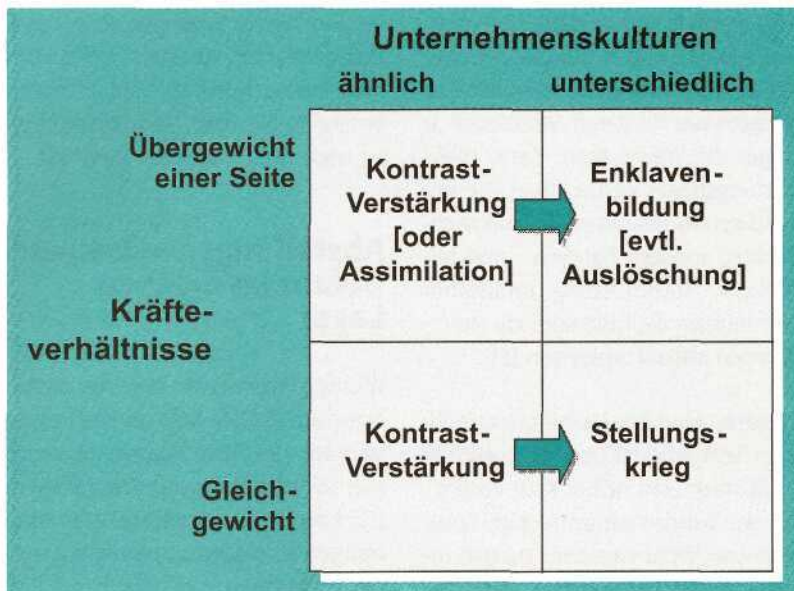 Unternehmenskulturen
ähnlich
unterschiedlich
Übergewicht
einer Seite
Kontrast-
Verstärkung
[oder
Assimilation]
Enklaven-
bildung
[evtl.
Auslöschung]
Kräfte-
verhältnisse
Gleich-
gewicht
Kontrast-
Verstärkung
Stellungs-
krieg